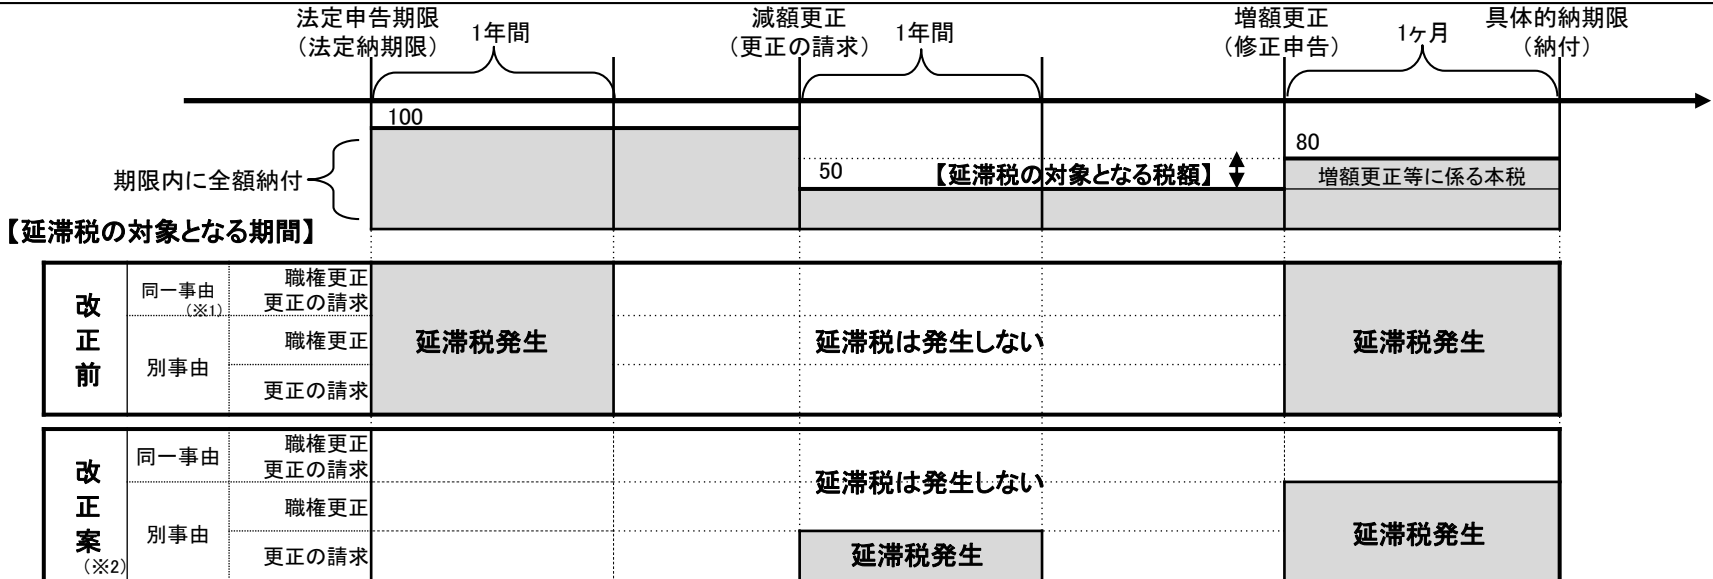 法定申告期限
（法定納期限）
1年間
減額更正
（更正の請求）
1年間
増額更正
（修正申告）
1ヶ月
具体的納期限
（納付）
100
80
50
【延滞税の対象となる税額】
増額更正等に係る本税
期限内に全額納付
【延滞税の対象となる期間】
改正前
同一事由
（※1）
職権更正
更正の請求
別事由
職権更正
更正の請求
延滞税発生
延滞税は発生しない
延滞税発生
改正案
（※2）
同一事由
職権更正
更正の請求
別事由
職権更正
更正の請求
延滞税は発生しない
延滞税発生
延滞税発生